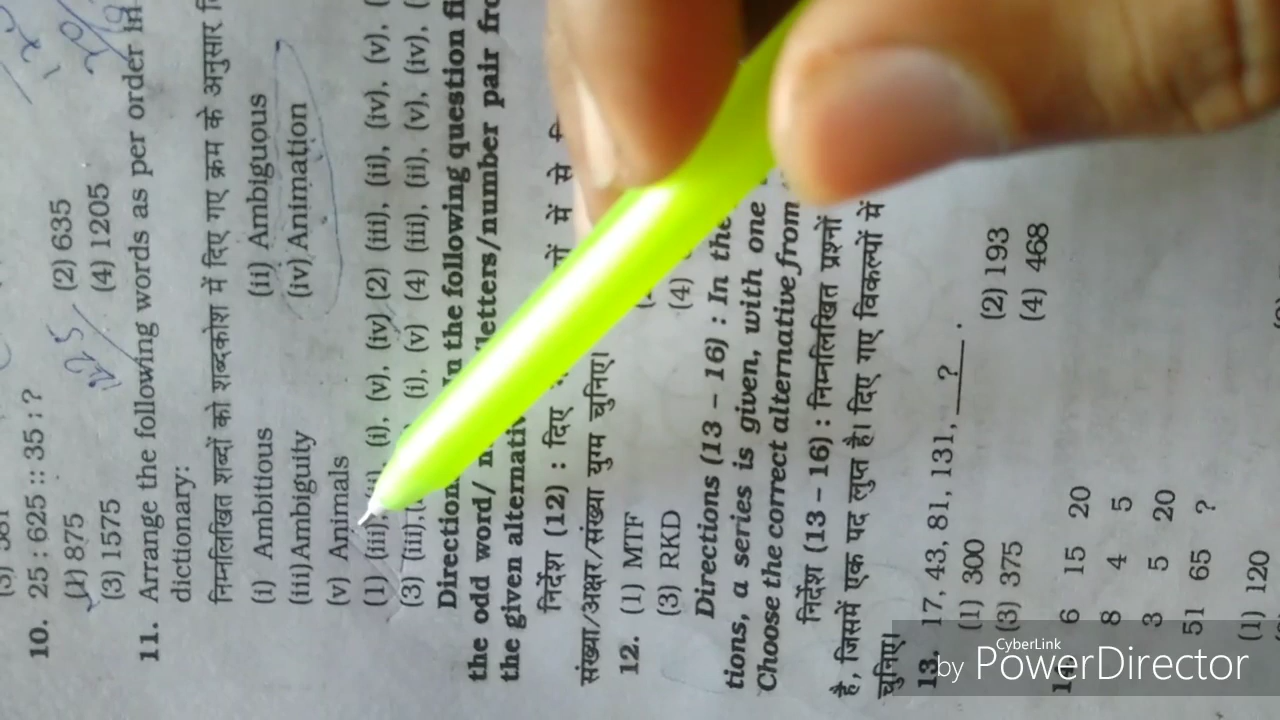 (3) 581
10. 25 : 625 :: 35 : ?
(1) 875 (2) 635
(3) 1575 (4) 1205
11. Arrange the following words as per order in
dictionary:
निम्नलिखित शब्दों को शब्दकोश में दिए गए क्रम के अनुसार
(i) Ambitious (ii) Ambiguous
(iii) Ambiguity (iv) Animation
(v) Animals
(1) (iii), (i), (v), (iv) (2) (iii), (ii), (iv), (v),
(3) (iii), (i), (v) (4) (iii), (ii), (v), (iv),
Direction In the following question
the odd word/ letters/number pair from
the given
निर्देश (12) : दिए में से
संख्या/अक्षर/संख्या युग्म चुनिए।
12. (1) MTF
(3) RKD (4)
Directions (13 – 16) : In the
tions, a series is given, with one
Choose the correct alternative from
निर्देश (13 – 16) : निम्नलिखित प्रश्नों
है, जिसमें एक पद लुप्त है। दिए गए विकल्पों में
चुनिए।
13. 17, 43, 81, 131, ? .
(1) 300 (2) 193
(3) 375 (4) 468
14. 6 15 20
8 4 5
3 5 20
51 65 ?
(1) 120
CyberLink
by PowerDirector